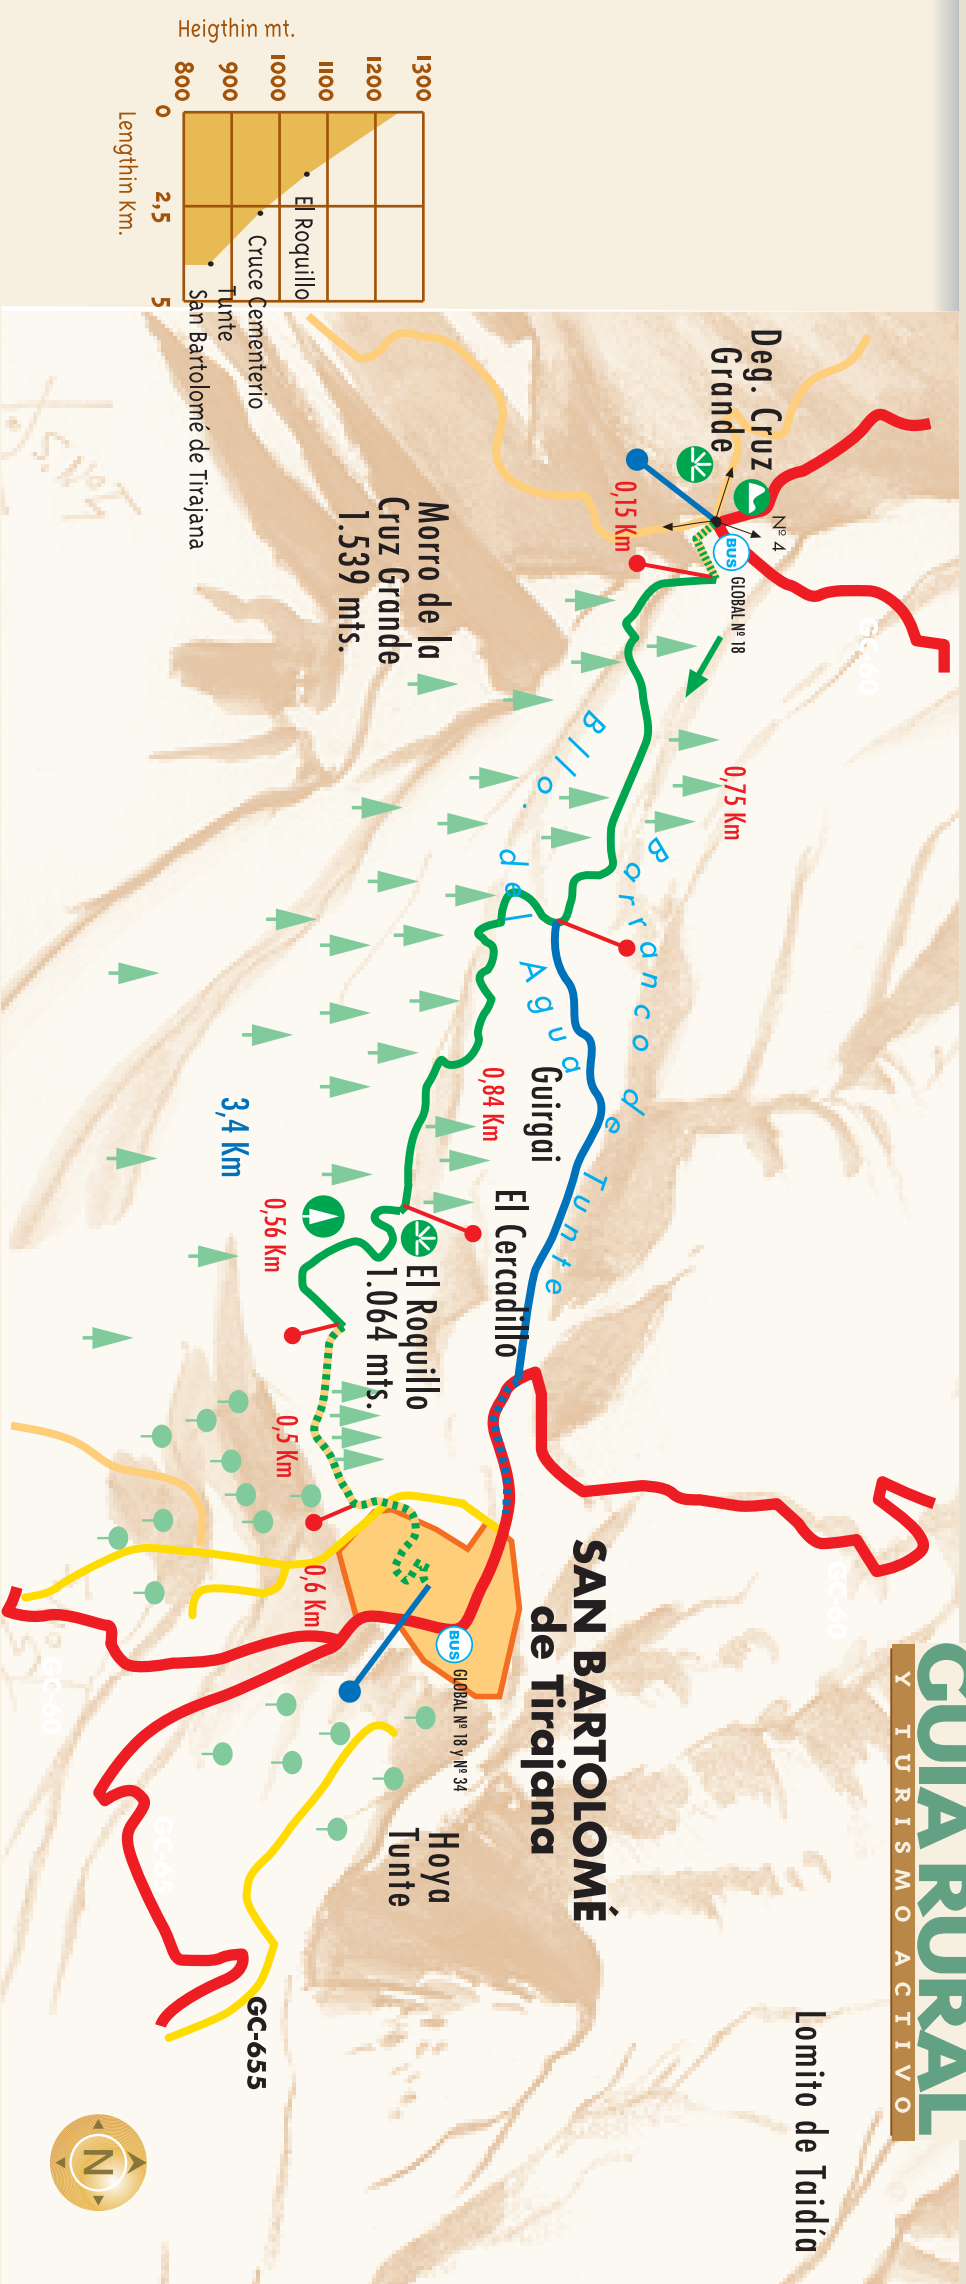 Heigthin mt.
1300
1200
1100
1000
900
800
0
2,5
5
Lengthin Km.
El Roquillo
Cruce Cementerio
Tunte
San Bartolomé de Tirajana
GUIA RURAL
Y TURISMO ACTIVO
Deg. Cruz
Grande
Nº 4
BUS
GLOBAL Nº 18
GC-60
0,15 Km
0,75 Km
Morro de la
Cruz Grande
1.539 mts.
Bllo. del Agua
Barranco de Tunte
Guirgai
0,84 Km
El Cercadillo
3,4 Km
0,56 Km
El Roquillo
1.064 mts.
0,5 Km
0,6 Km
SAN BARTOLOMÉ
de Tirajana
BUS
GLOBAL Nº 18 y Nº 34
GC-60
GC-60
GC-65
Hoya
Tunte
GC-655
Lomito de Taidía
N